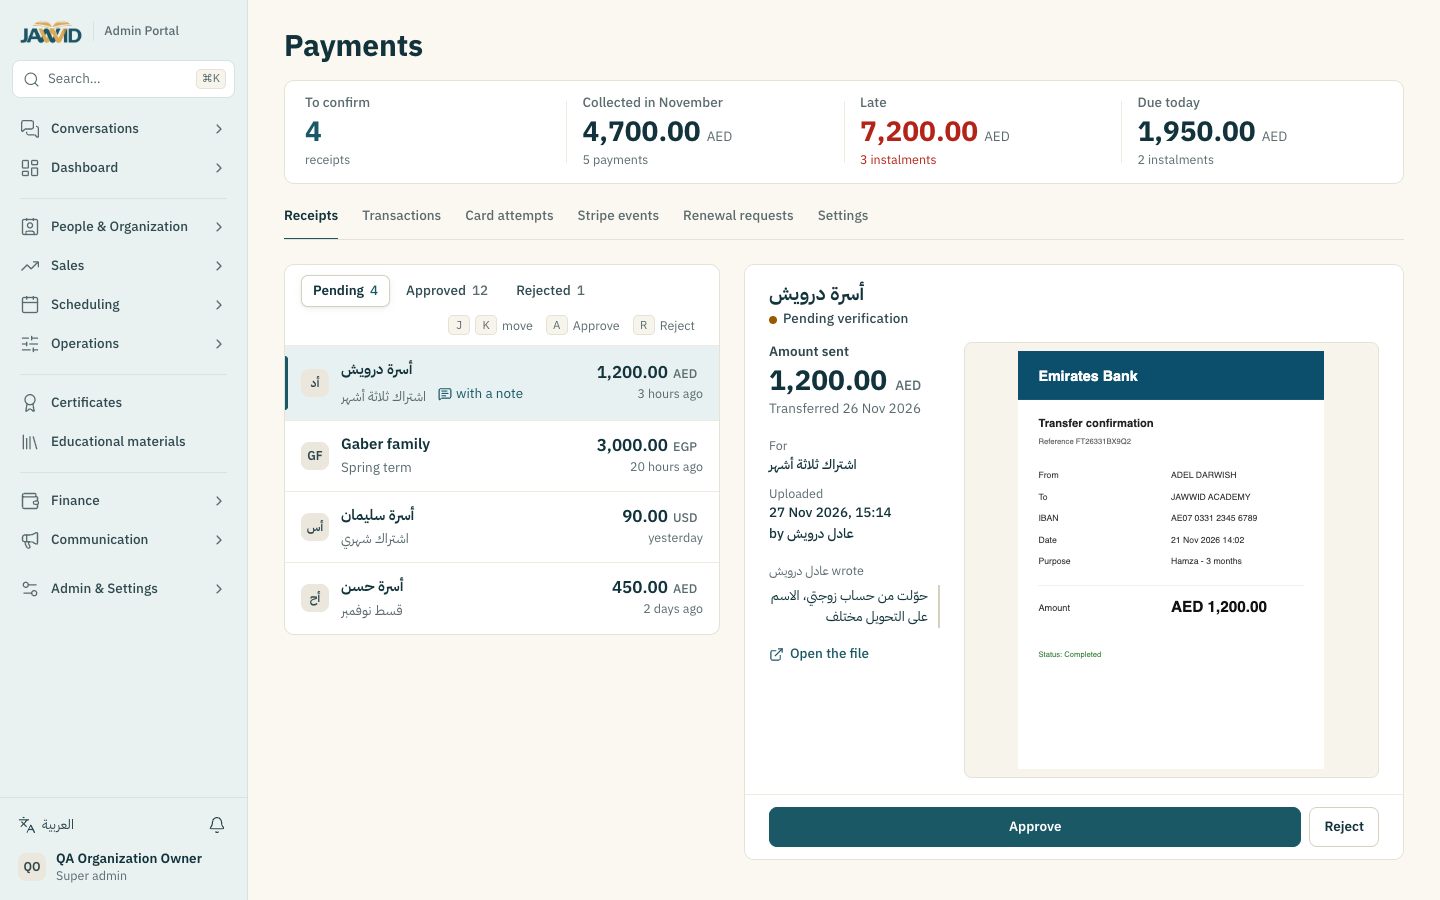 JAWWID
Admin Portal
Search...
⌘K
Conversations
Dashboard
People & Organization
Sales
Scheduling
Operations
Certificates
Educational materials
Finance
Communication
Admin & Settings
العربية
QO
QA Organization Owner
Super admin
Payments
To confirm
4
receipts
Collected in November
4,700.00 AED
5 payments
Late
7,200.00 AED
3 instalments
Due today
1,950.00 AED
2 instalments
Receipts
Transactions
Card attempts
Stripe events
Renewal requests
Settings
Pending 4
Approved 12
Rejected 1
J K move A Approve R Reject
أد
أسرة درويش
1,200.00 AED
اشتراك ثلاثة أشهر
with a note
3 hours ago
GF
Gaber family
3,000.00 EGP
Spring term
20 hours ago
أس
أسرة سليمان
90.00 USD
اشتراك شهري
yesterday
أح
أسرة حسن
450.00 AED
قسط نوفمبر
2 days ago
أسرة درويش
Pending verification
Amount sent
1,200.00 AED
Transferred 26 Nov 2026
For
اشتراك ثلاثة أشهر
Uploaded
27 Nov 2026, 15:14
by عادل درويش
عادل درويش wrote
حوّلت من حساب زوجتي، الاسم
على التحويل مختلف
Open the file
Emirates Bank
Transfer confirmation
Reference FT26331BX9Q2
From ADEL DARWISH
To JAWWID ACADEMY
IBAN AE07 0331 2345 6789
Date 21 Nov 2026 14:02
Purpose Hamza - 3 months
Amount AED 1,200.00
Status: Completed
Approve
Reject